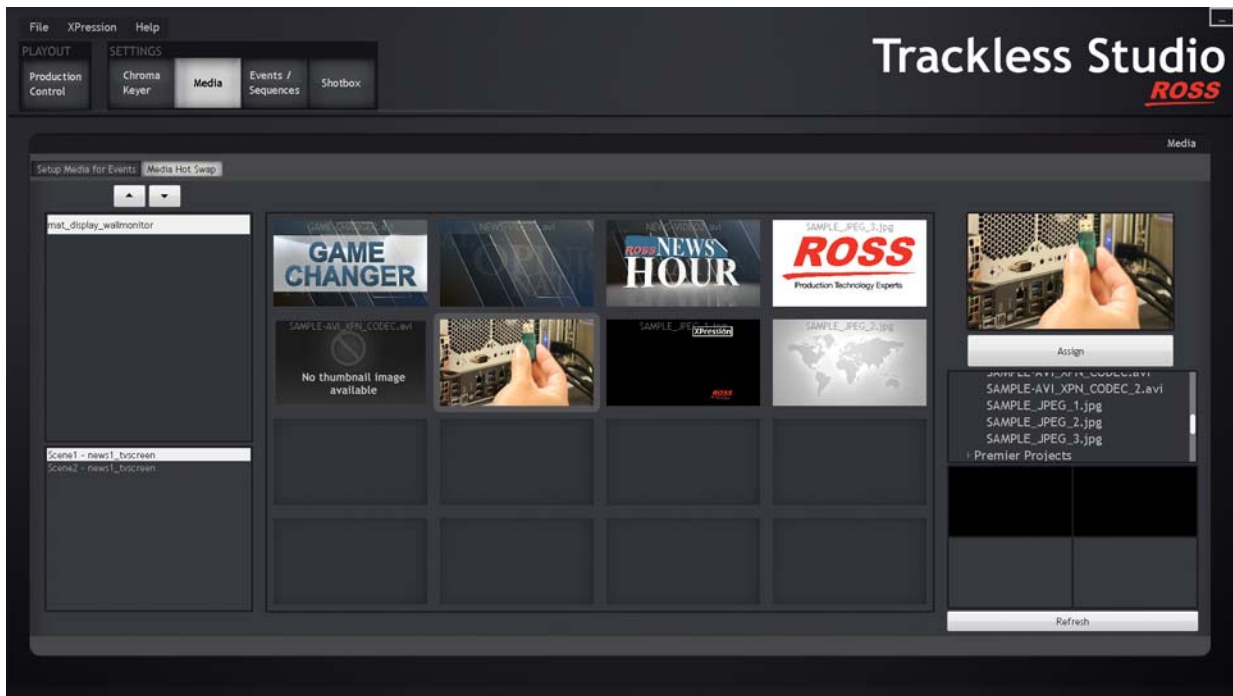 File XPression Help
PLAYOUT SETTINGS
Trackless Studio
ROSS
Production Control
Chroma Keyer
Media
Events / Sequences
Shotbox
Media
Setup Media for Events
Media Hot Swap
mat_display_wallmonitor
GAME CHANGER
ROSS NEWS HOUR
SAMPLE_JPEG_3.jpg
ROSS
Production Technology Experts
SAMPLE-AVI_XPN_CODEC.avi
No thumbnail image available
XPression
ROSS
SAMPLE_JPEG_2.jpg
Assign
SAMPLE-AVI_XPN_CODEC.avi
SAMPLE-AVI_XPN_CODEC_2.avi
SAMPLE_JPEG_1.jpg
SAMPLE_JPEG_2.jpg
SAMPLE_JPEG_3.jpg
Premier Projects
Scene1 - news1_tvscreen
Scene2 - news1_tvscreen
Refresh